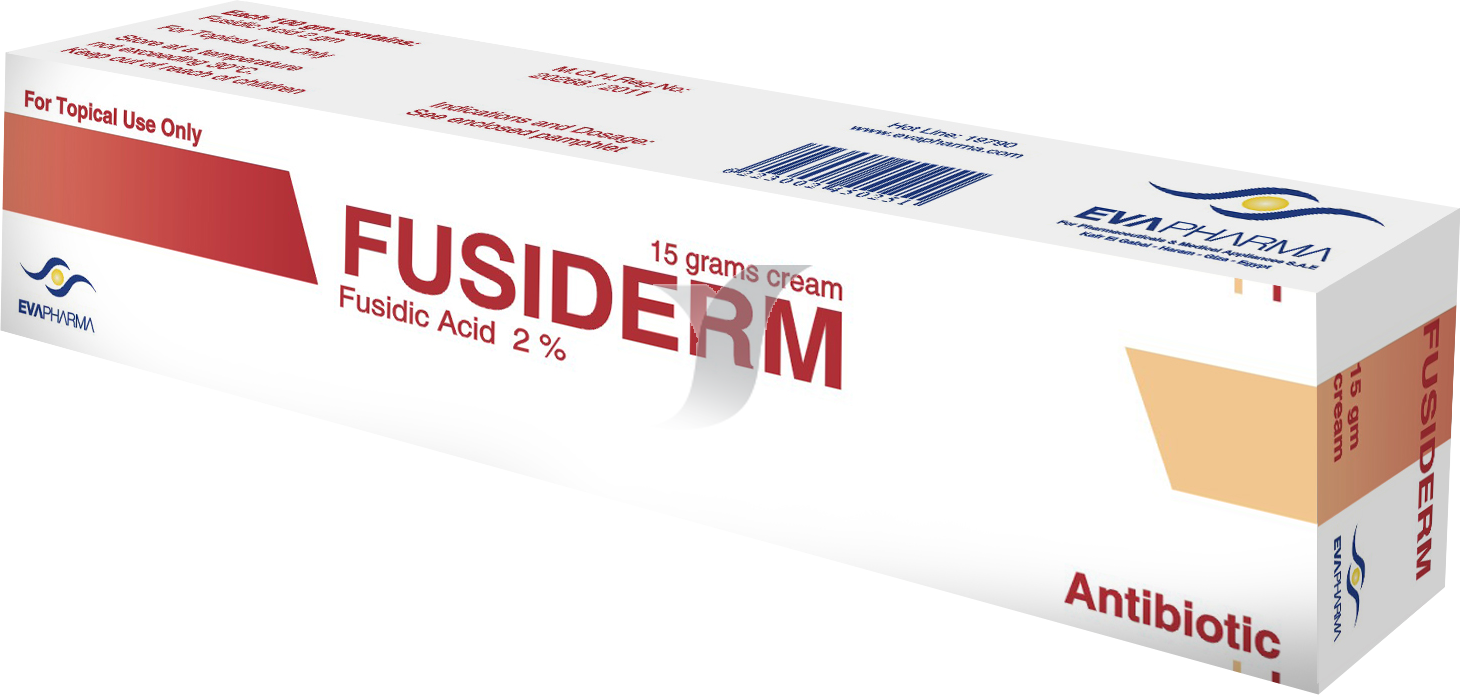 Each 100 gm contains:
Fusidic Acid 2 gm
For Topical Use Only
Store at a temperature
not exceeding 30°C.
Keep out of reach of children
M.O.H.Reg.No.:
20268 / 2011
Indications and Dosage:
See enclosed pamphlet
Hot Line: 19790
www.evapharma.com
EVAPHARMA
For Pharmaceuticals & Medical Appliances S.A.E
Kafr El Gabal - Haram - Giza - Egypt
For Topical Use Only
EVAPHARMA
15 grams cream
FUSIDERM
Fusidic Acid 2 %
Antibiotic
FUSIDERM
15 gm
cream
EVAPHARMA